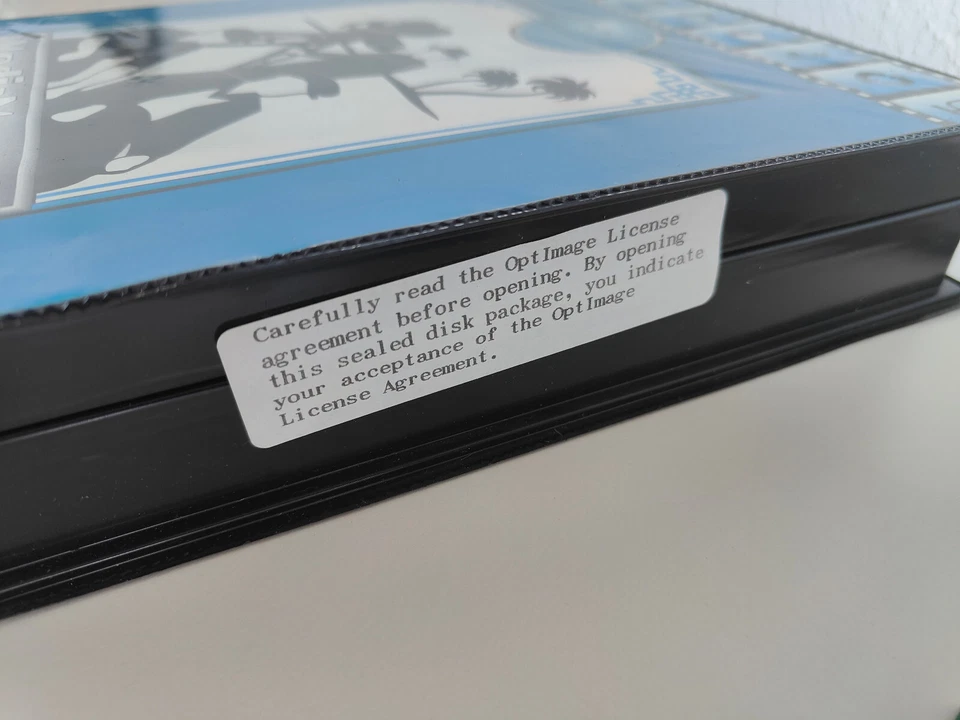 Carefully read the OptImage License
agreement before opening. By opening
this sealed disk package, you indicate
your acceptance of the OptImage
License Agreement.